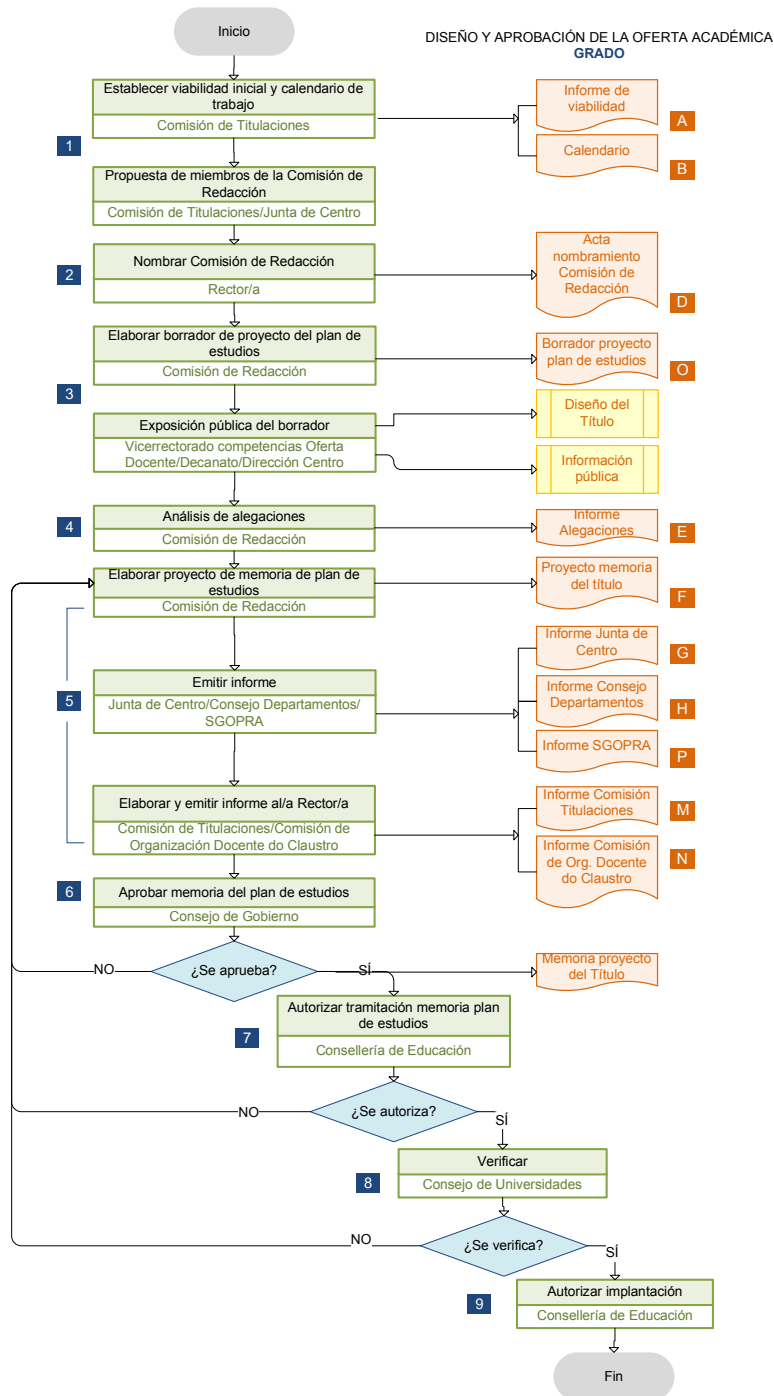 Inicio
DISEÑO Y APROBACIÓN DE LA OFERTA ACADÉMICA
GRADO
Establecer viabilidad inicial y calendario de
trabajo
Comisión de Titulaciones
Informe de
viabilidad
A
Calendario
B
1
Propuesta de miembros de la Comisión de
Redacción
Comisión de Titulaciones/Junta de Centro
2
Nombrar Comisión de Redacción
Rector/a
Acta
nombramiento
Comisión de
Redacción
D
Elaborar borrador de proyecto del plan de
estudios
Comisión de Redacción
Borrador proyecto
plan de estudios
O
3
Exposición pública del borrador
Vicerrectorado competencias Oferta
Docente/Decanato/Dirección Centro
Diseño del
Título
Información
pública
4
Análisis de alegaciones
Comisión de Redacción
Informe
Alegaciones
E
Elaborar proyecto de memoria de plan de
estudios
Comisión de Redacción
Proyecto memoria
del título
F
5
Emitir informe
Junta de Centro/Consejo Departamentos/
SGOPRA
Informe Junta de
Centro
G
Informe Consejo
Departamentos
H
Informe SGOPRA
P
Elaborar y emitir informe al/a Rector/a
Comisión de Titulaciones/Comisión de
Organización Docente do Claustro
Informe Comisión
Titulaciones
M
Informe Comisión
de Org. Docente
do Claustro
N
6
Aprobar memoria del plan de estudios
Consejo de Gobierno
NO
¿Se aprueba?
SÍ
Memoria proyecto
del Título
7
Autorizar tramitación memoria plan
de estudios
Consellería de Educación
NO
¿Se autoriza?
SÍ
8
Verificar
Consejo de Universidades
NO
¿Se verifica?
SÍ
9
Autorizar implantación
Consellería de Educación
Fin